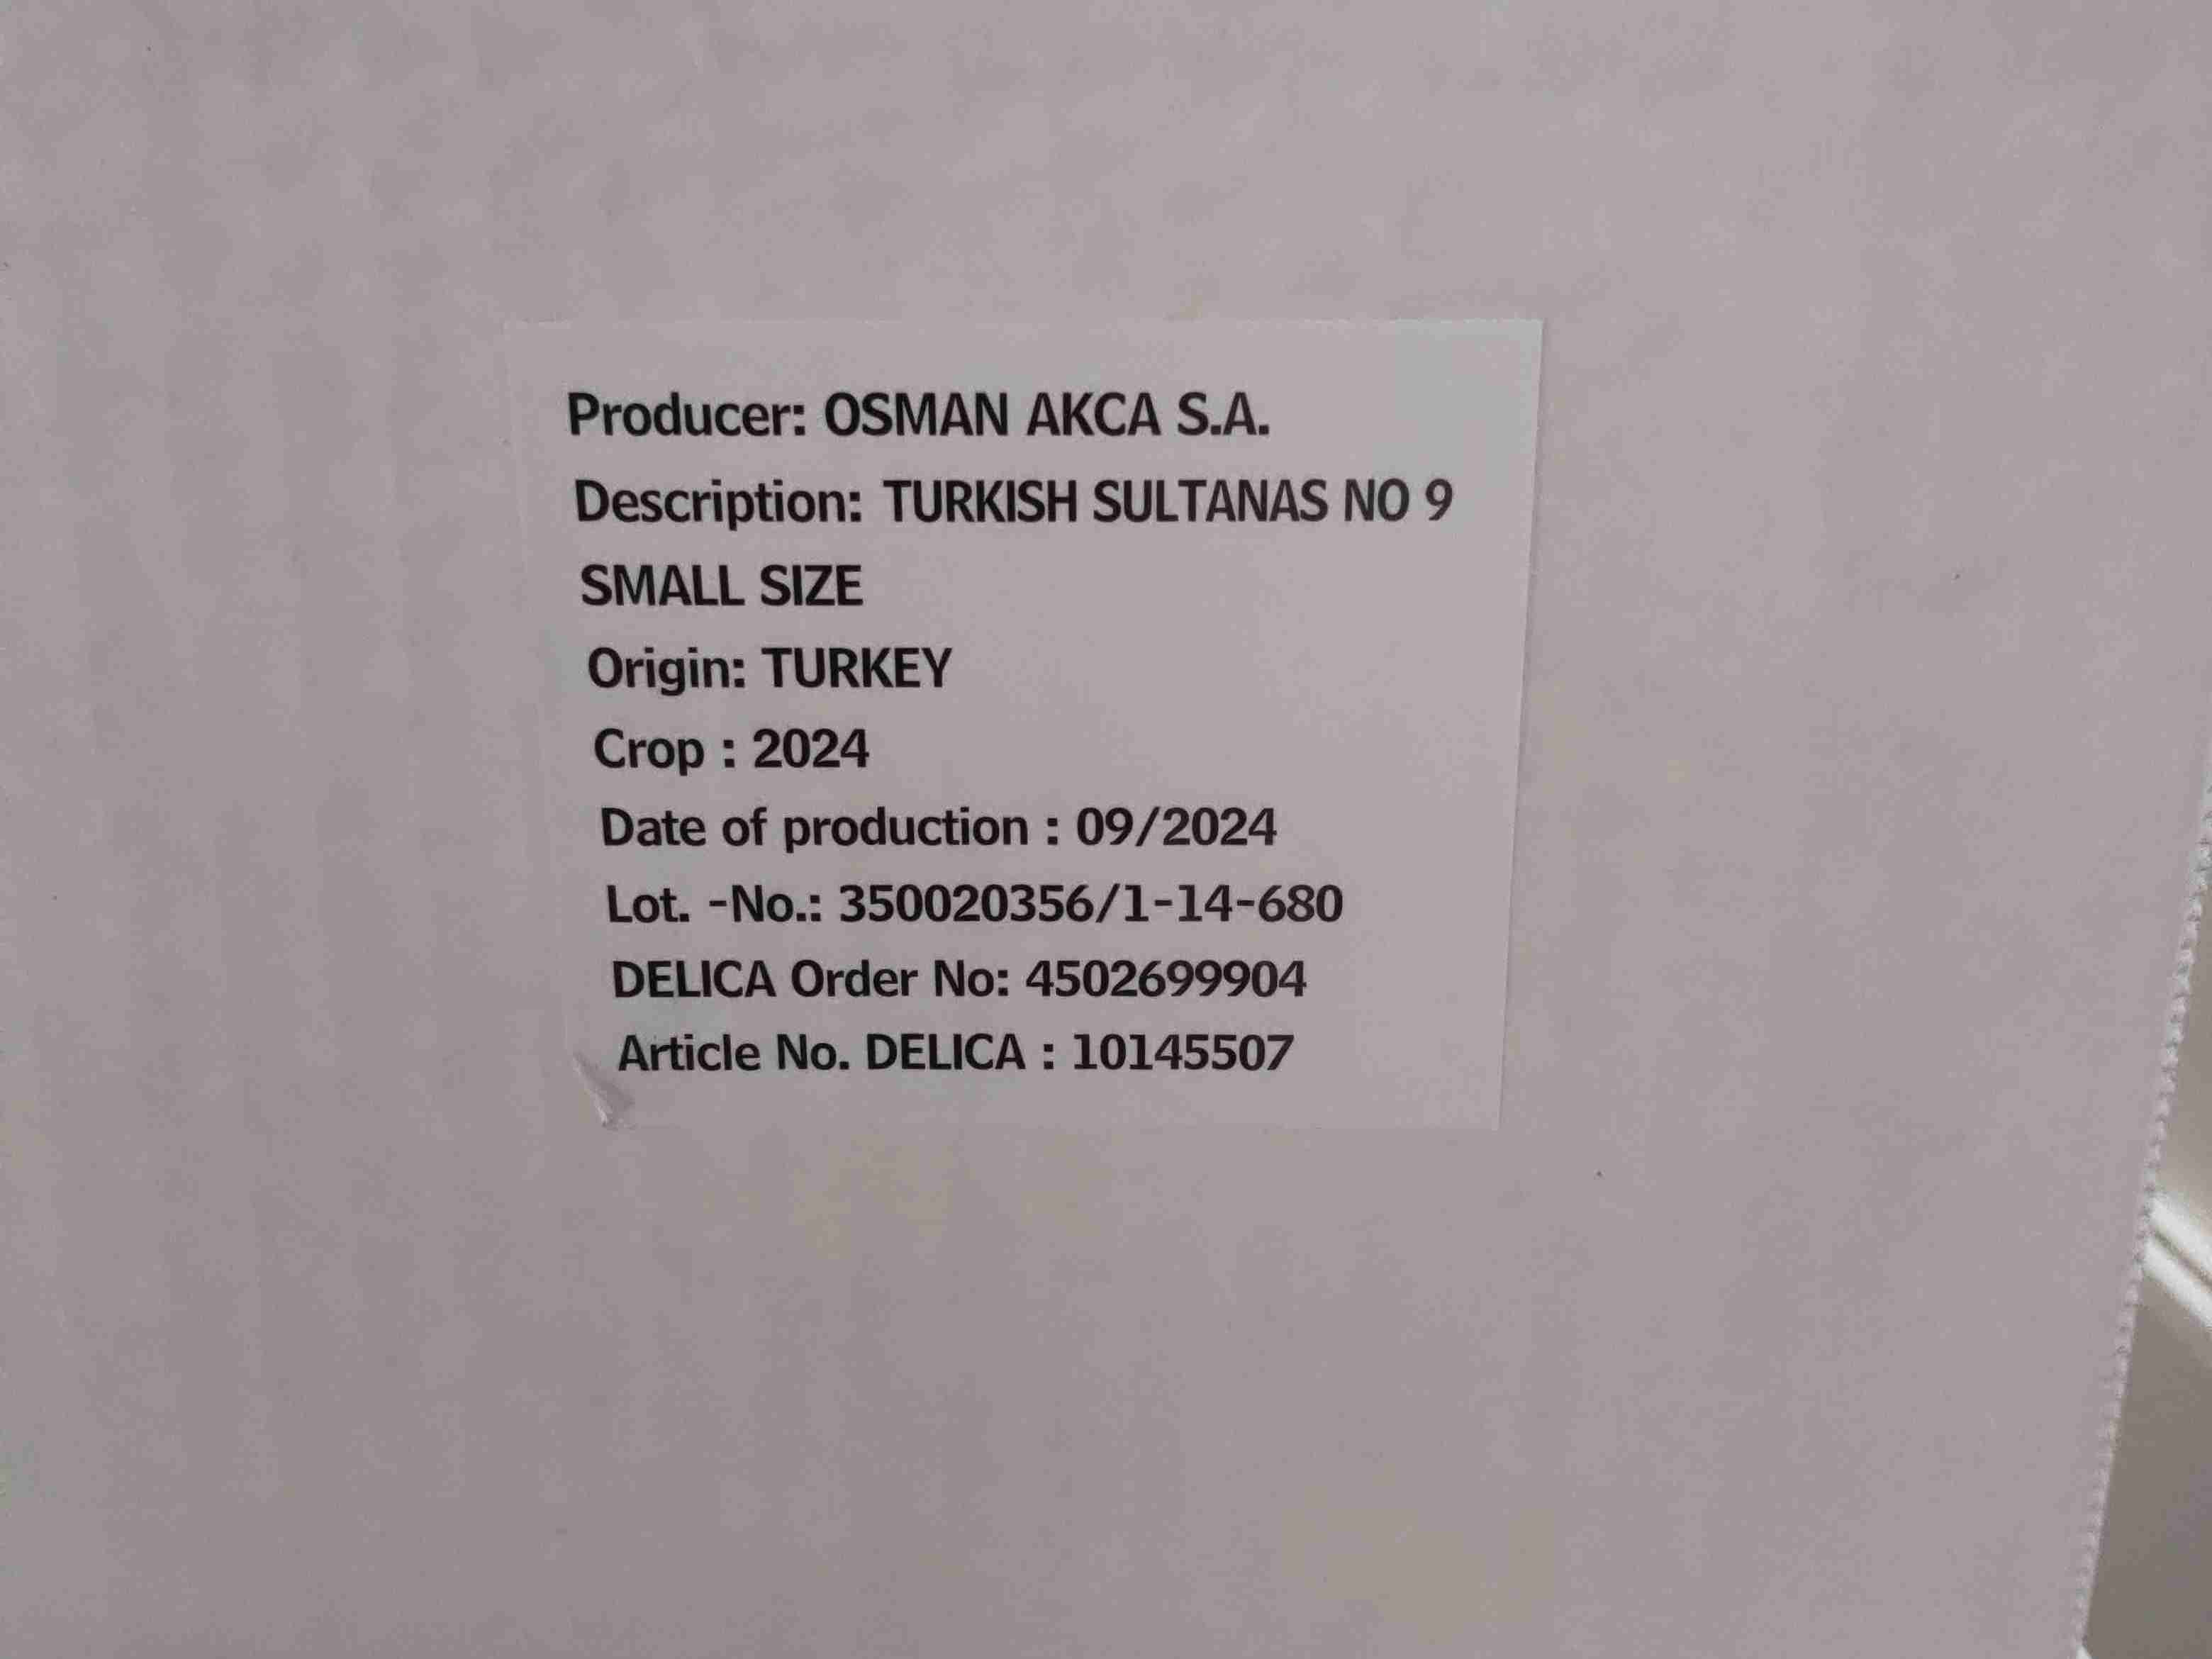 Producer: OSMAN AKCA S.A.
Description: TURKISH SULTANAS NO 9
SMALL SIZE
Origin: TURKEY
Crop : 2024
Date of production : 09/2024
Lot. -No.: 350020356/1-14-680
DELICA Order No: 4502699904
Article No. DELICA : 10145507